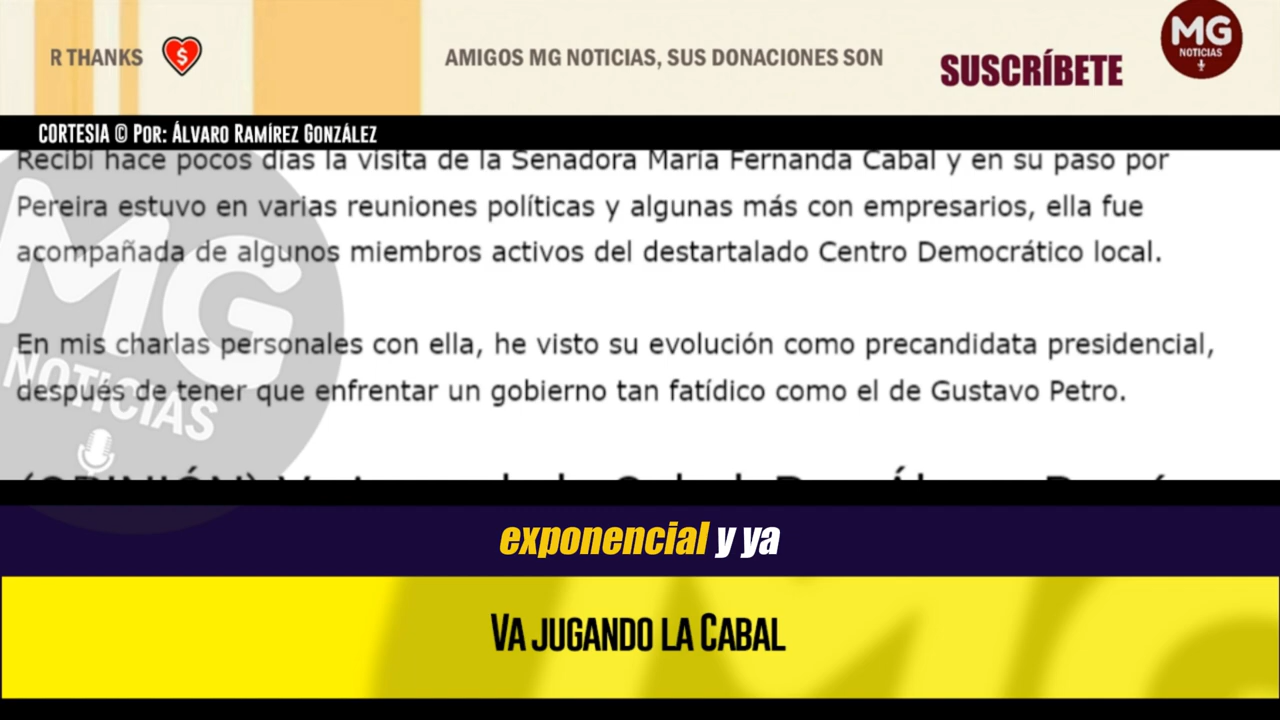 R THANKS
AMIGOS MG NOTICIAS, SUS DONACIONES SON
SUSCRÍBETE
MG
NOTICIAS
CORTESIA © Por: Álvaro Ramírez González
Recibí hace pocos días la visita de la Senadora María Fernanda Cabal y en su paso por
Pereira estuvo en varias reuniones políticas y algunas más con empresarios, ella fue
acompañada de algunos miembros activos del destartalado Centro Democrático local.
En mis charlas personales con ella, he visto su evolución como precandidata presidencial,
después de tener que enfrentar un gobierno tan fatídico como el de Gustavo Petro.
MG
NOTICIAS
exponencial y ya
Va jugando la Cabal